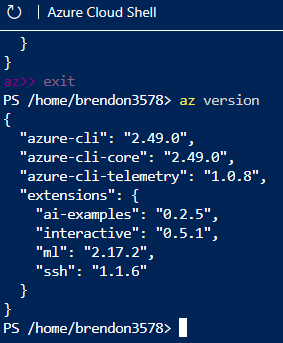 Azure Cloud Shell
}
}
az>> exit
PS /home/brendon3578> az version
{
"azure-cli": "2.49.0",
"azure-cli-core": "2.49.0",
"azure-cli-telemetry": "1.0.8",
"extensions": {
"ai-examples": "0.2.5",
"interactive": "0.5.1",
"ml": "2.17.2",
"ssh": "1.1.6"
}
}
PS /home/brendon3578>